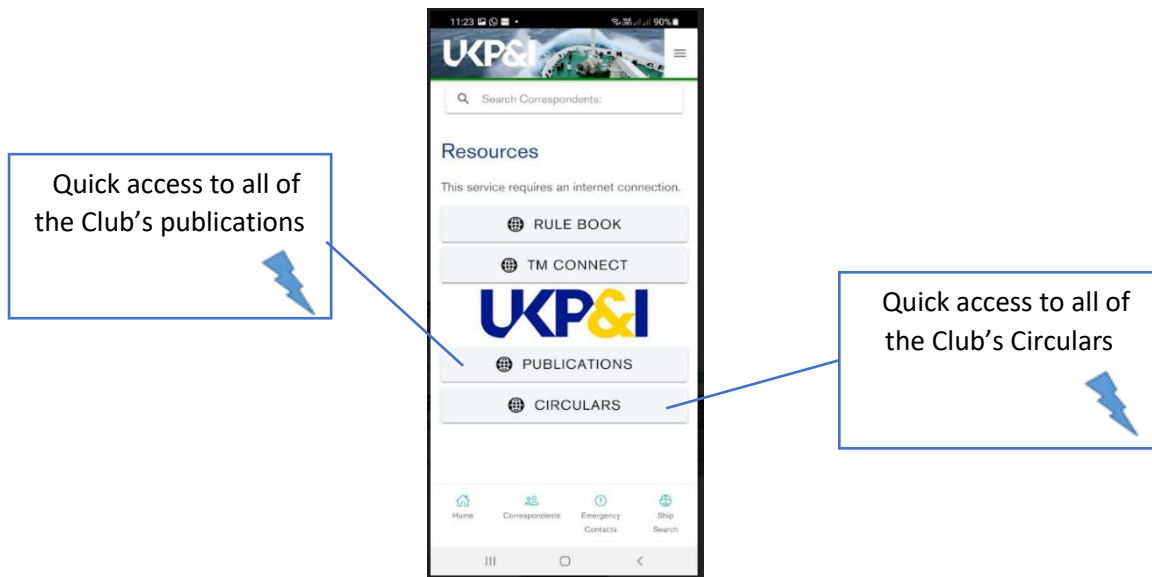 11:23
90%
UKP&I
Search Correspondents:
Resources
This service requires an internet connection.
RULE BOOK
TM CONNECT
UKP&I
PUBLICATIONS
CIRCULARS
Home
Correspondents
Emergency
Contacts
Ship
Search
Quick access to all of
the Club’s publications
Quick access to all of
the Club’s Circulars